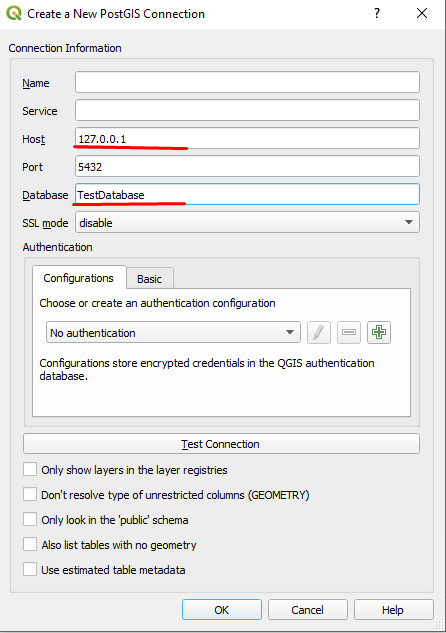 Create a New PostGIS Connection
Connection Information
Name
Service
Host 127.0.0.1
Port 5432
Database TestDatabase
SSL mode disable
Authentication
Configurations Basic
Choose or create an authentication configuration
No authentication
Configurations store encrypted credentials in the QGIS authentication
database.
Test Connection
Only show layers in the layer registries
Don't resolve type of unrestricted columns (GEOMETRY)
Only look in the 'public' schema
Also list tables with no geometry
Use estimated table metadata
OK Cancel Help